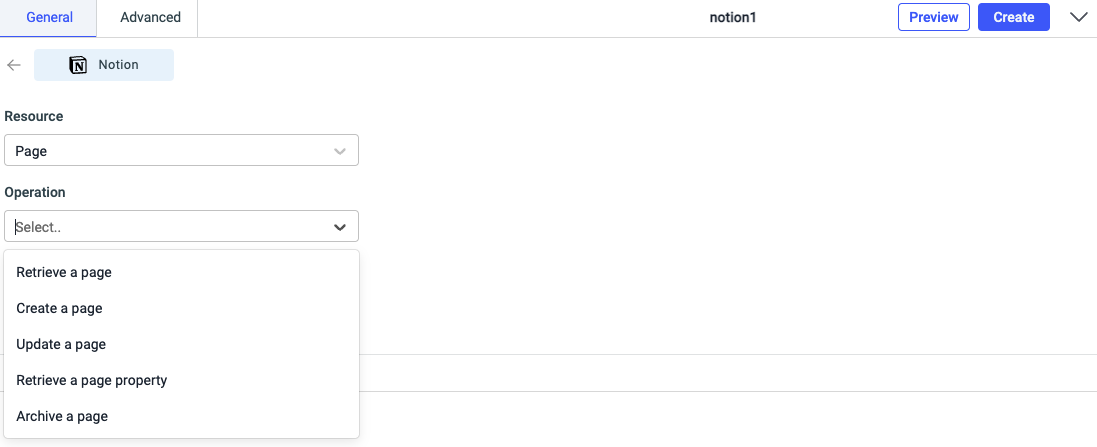 General Advanced notion1 Preview Create
Notion
Resource
Page
Operation
Select..
Retrieve a page
Create a page
Update a page
Retrieve a page property
Archive a page